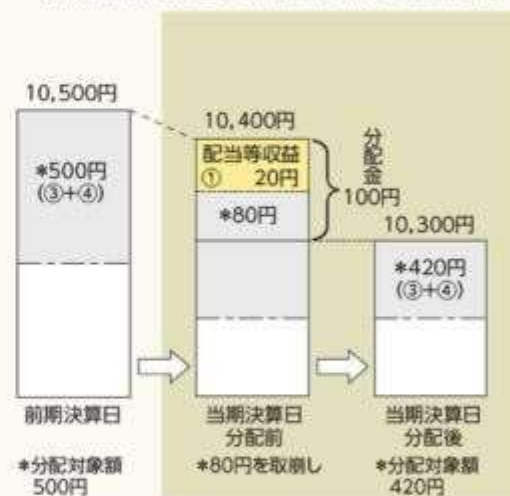 10,500円
*500円
(③+④)
前期決算日
*分配対象額
500円
10,400円
配当等収益
① 20円
*80円
分配金
100円
当期決算日
分配前
*80円を取崩し
10,300円
*420円
(③+④)
当期決算日
分配後
*分配対象額
420円